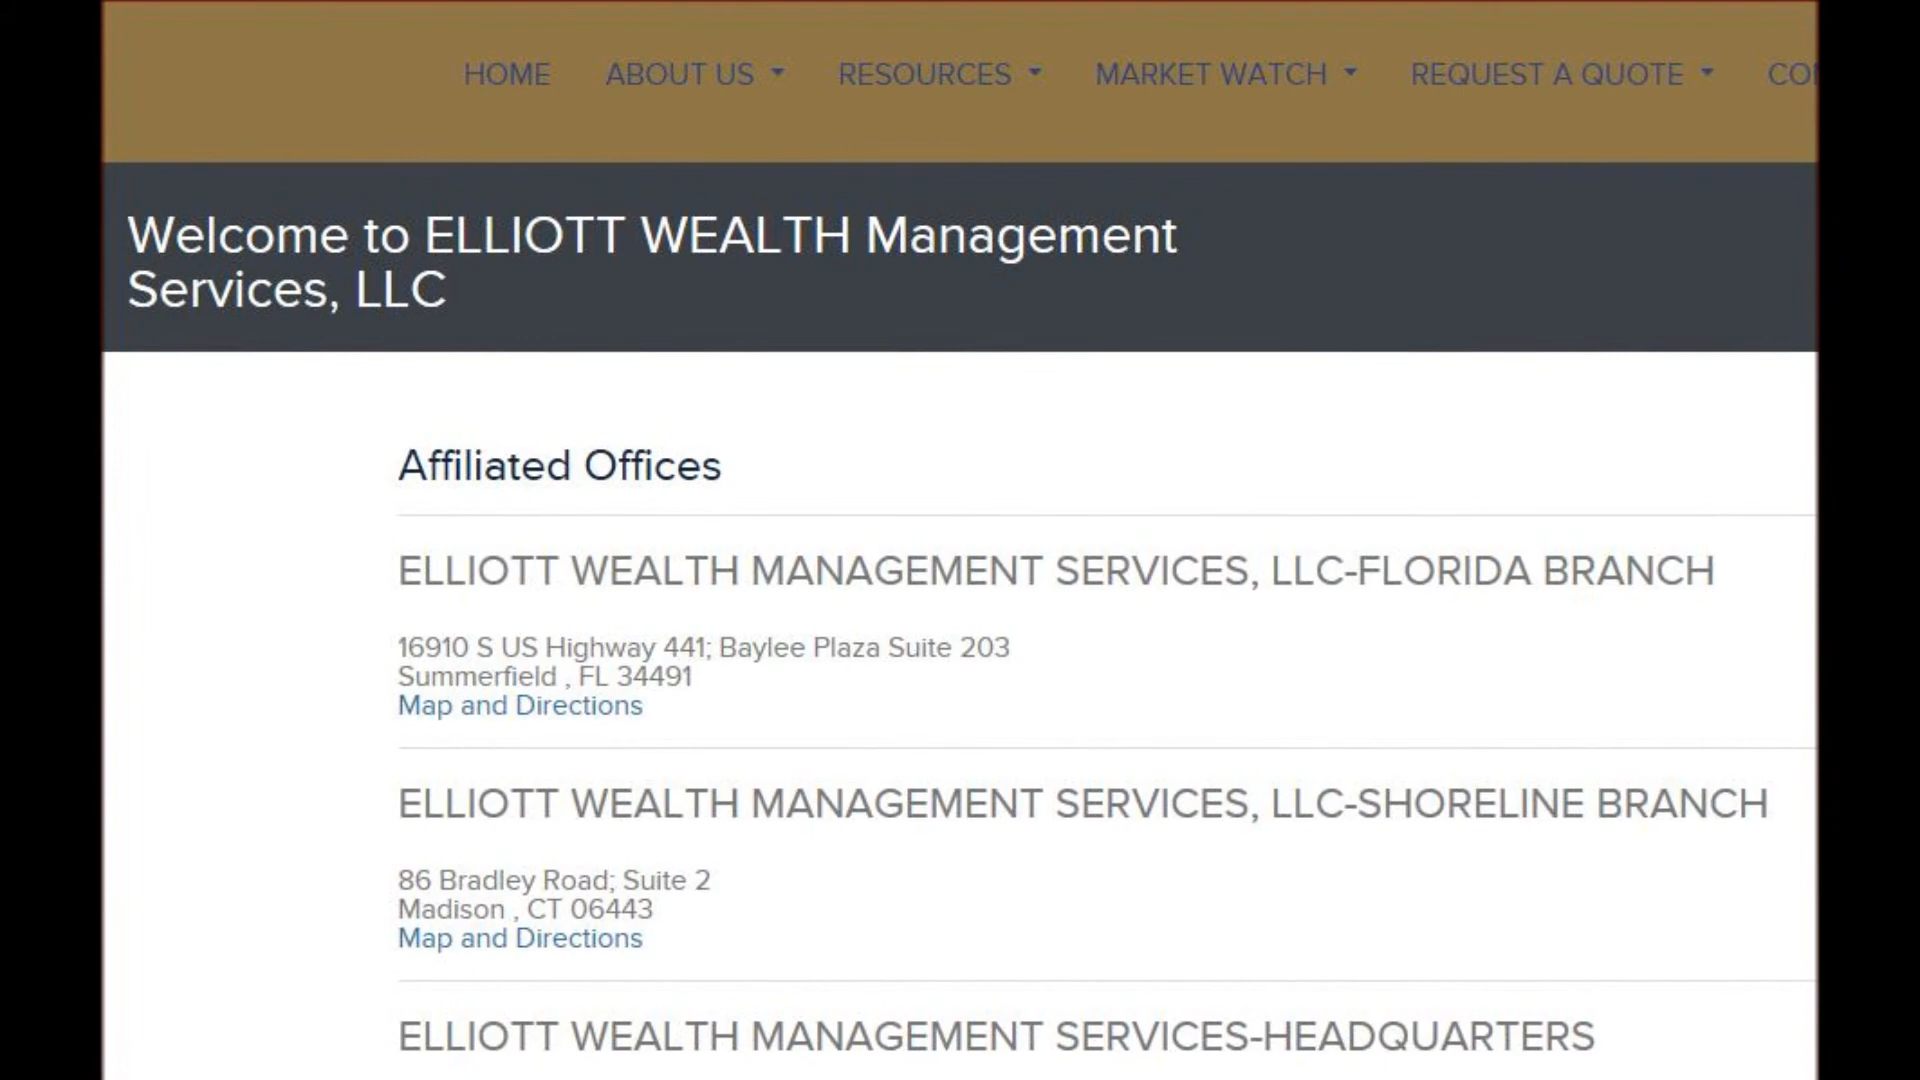 HOME ABOUT US RESOURCES MARKET WATCH REQUEST A QUOTE
Welcome to ELLIOTT WEALTH Management
Services, LLC
Affiliated Offices
ELLIOTT WEALTH MANAGEMENT SERVICES, LLC-FLORIDA BRANCH
16910 S US Highway 441; Baylee Plaza Suite 203
Summerfield , FL 34491
Map and Directions
ELLIOTT WEALTH MANAGEMENT SERVICES, LLC-SHORELINE BRANCH
86 Bradley Road; Suite 2
Madison , CT 06443
Map and Directions
ELLIOTT WEALTH MANAGEMENT SERVICES-HEADQUARTERS